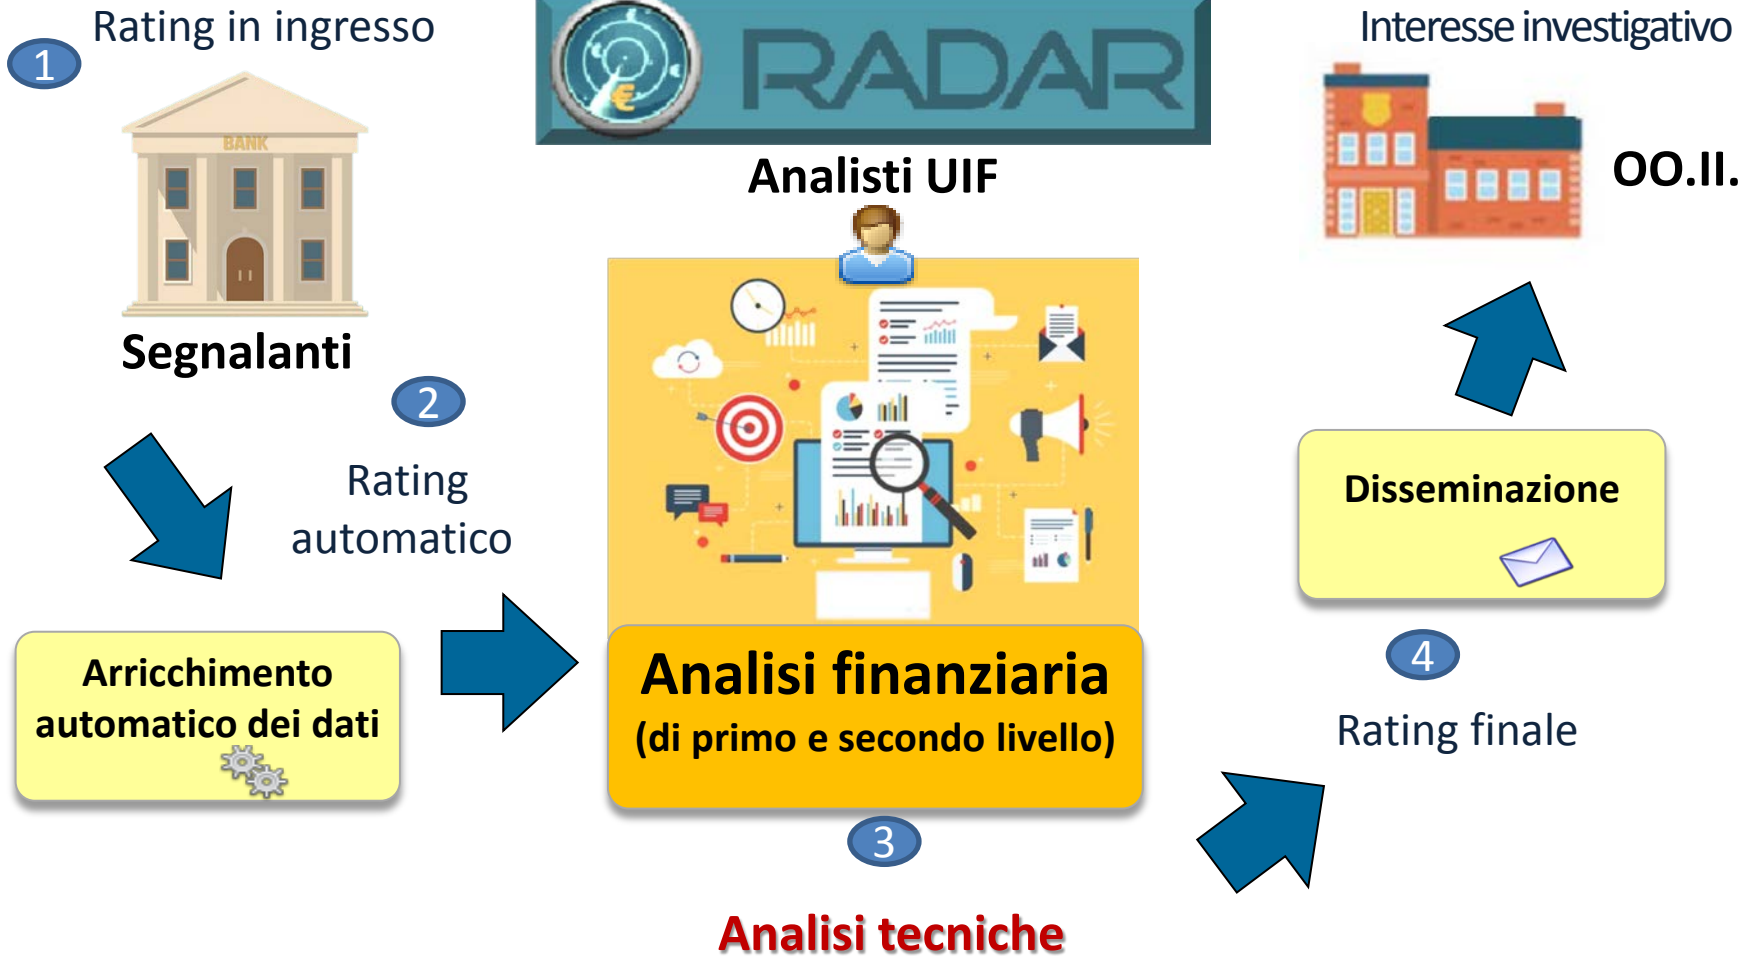 Rating in ingresso
1
BANK
Segnalanti
2
Rating
automatico
Arricchimento
automatico dei dati
RADAR
€
Analisti UIF
Analisi finanziaria
(di primo e secondo livello)
3
Analisi tecniche
Interesse investigativo
OO.II.
Disseminazione
4
Rating finale